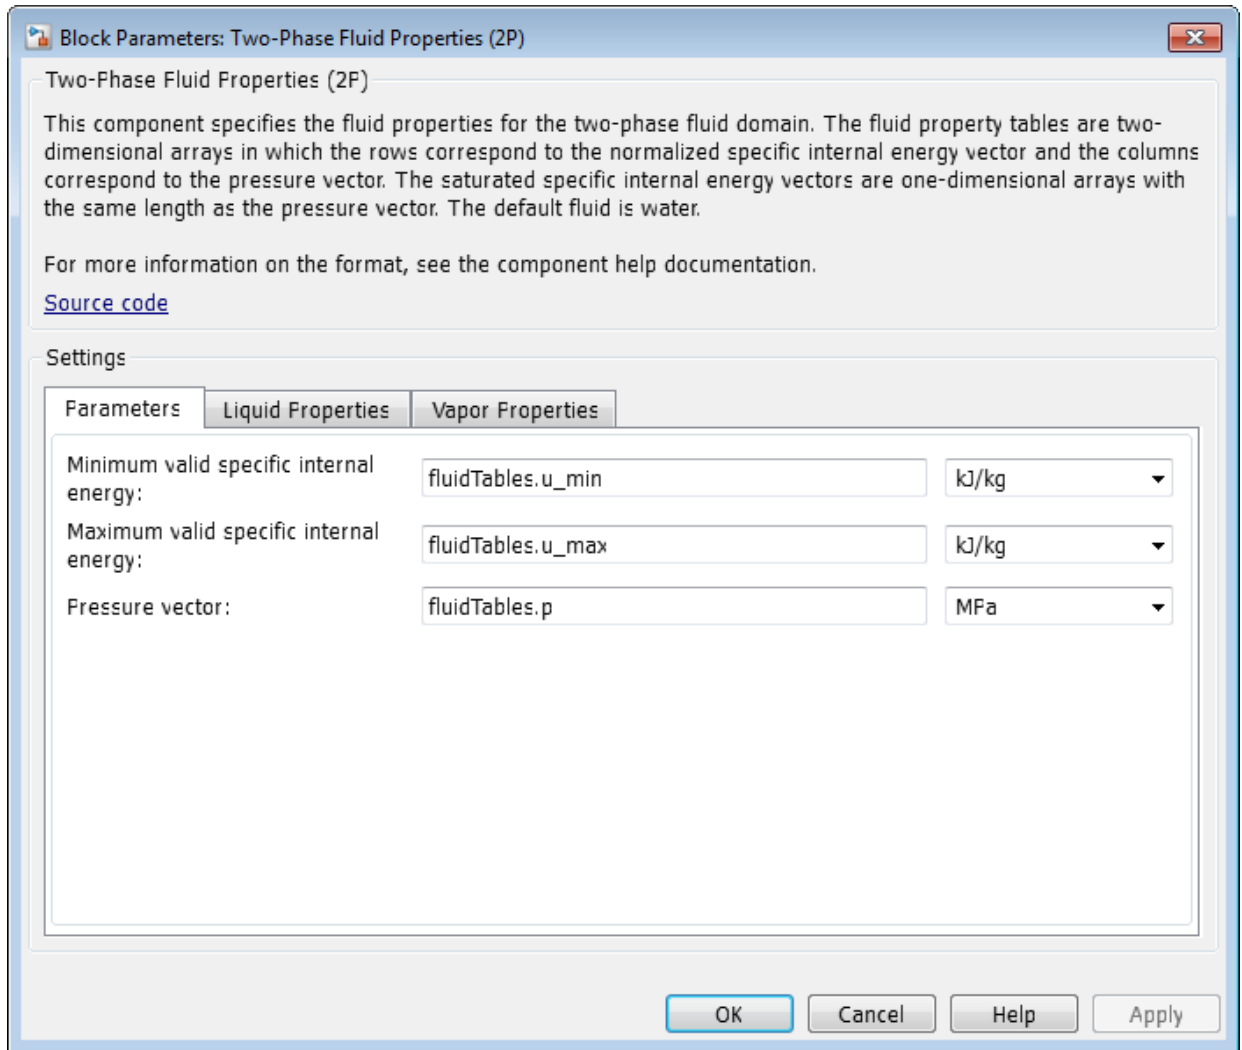 Block Parameters: Two-Phase Fluid Properties (2P)
Two-Phase Fluid Properties (2P)
This component specifies the fluid properties for the two-phase fluid domain. The fluid property tables are two-
dimensional arrays in which the rows correspond to the normalized specific internal energy vector and the columns
correspond to the pressure vector. The saturated specific internal energy vectors are one-dimensional arrays with
the same length as the pressure vector. The default fluid is water.
For more information on the format, see the component help documentation.
Source code
Settings
Parameters Liquid Properties Vapor Properties
Minimum valid specific internal
energy: fluidTables.u_min kJ/kg
Maximum valid specific internal
energy: fluidTables.u_max kJ/kg
Pressure vector: fluidTables.p MPa
OK Cancel Help Apply